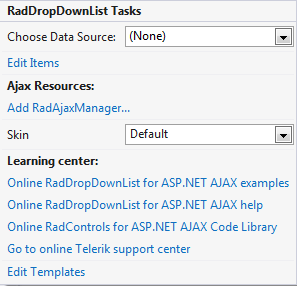 RadDropDownList Tasks
Choose Data Source: (None)
Edit Items
Ajax Resources:
Add RadAjaxManager...
Skin Default
Learning center:
Online RadDropDownList for ASP.NET AJAX examples
Online RadDropDownList for ASP.NET AJAX help
Online RadControls for ASP.NET AJAX Code Library
Go to online Telerik support center
Edit Templates